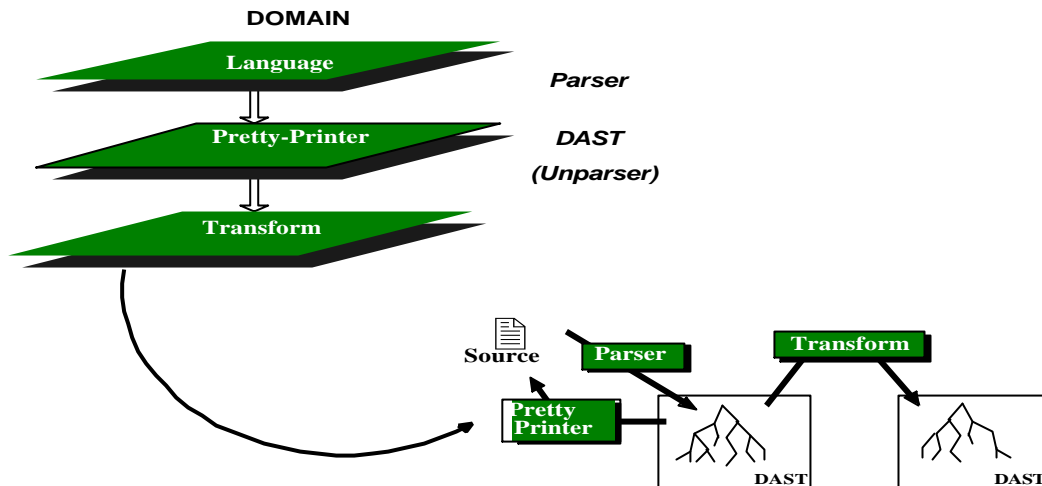 DOMAIN
Language
Parser
Pretty-Printer
DAST
(Unparser)
Transform
Source
Parser
Transform
Pretty
Printer
DAST
DAST